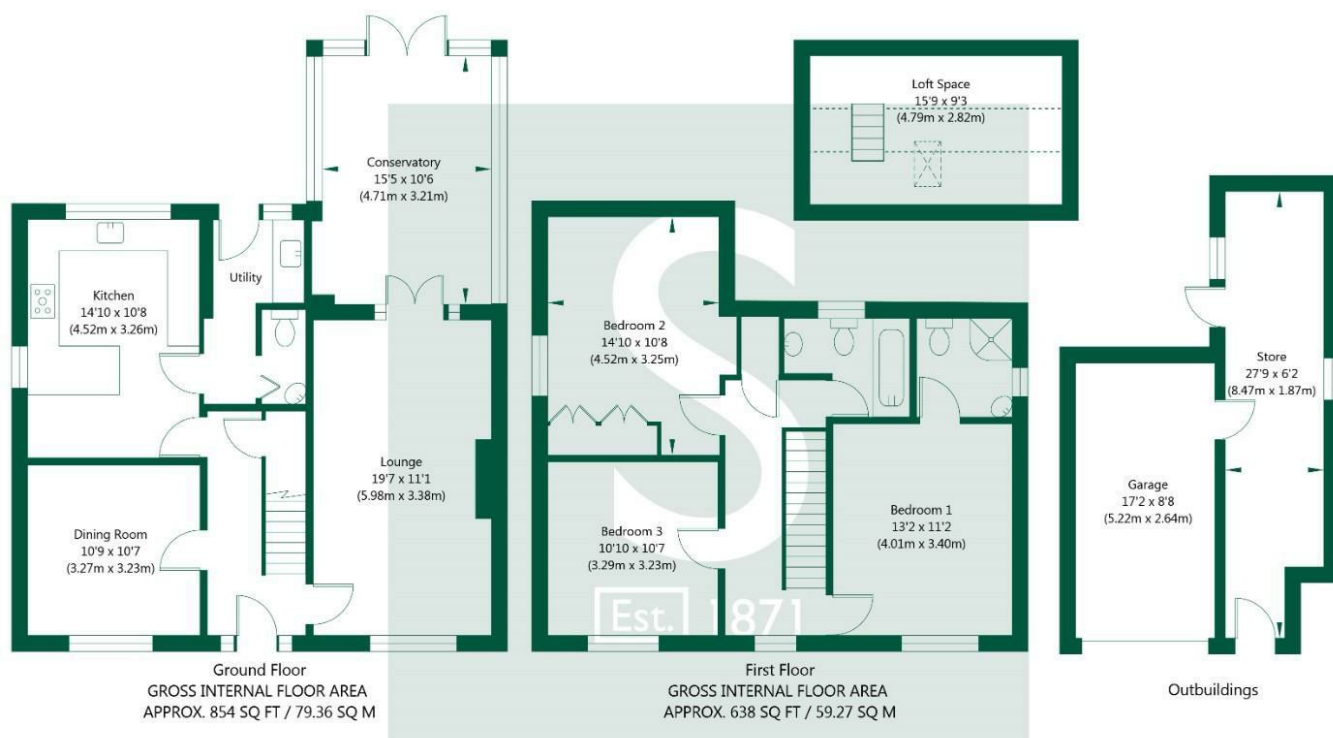 Conservatory
15'5 x 10'6
(4.71m x 3.21m)
Kitchen
14'10 x 10'8
(4.52m x 3.26m)
Utility
Lounge
19'7 x 11'1
(5.98m x 3.38m)
Dining Room
10'9 x 10'7
(3.27m x 3.23m)
Ground Floor
GROSS INTERNAL FLOOR AREA
APPROX. 854 SQ FT / 79.36 SQ M
Loft Space
15'9 x 9'3
(4.79m x 2.82m)
Bedroom 2
14'10 x 10'8
(4.52m x 3.25m)
Bedroom 3
10'10 x 10'7
(3.29m x 3.23m)
Bedroom 1
13'2 x 11'2
(4.01m x 3.40m)
S
Est. 1871
First Floor
GROSS INTERNAL FLOOR AREA
APPROX. 638 SQ FT / 59.27 SQ M
Store
27'9 x 6'2
(8.47m x 1.87m)
Garage
17'2 x 8'8
(5.22m x 2.64m)
Outbuildings